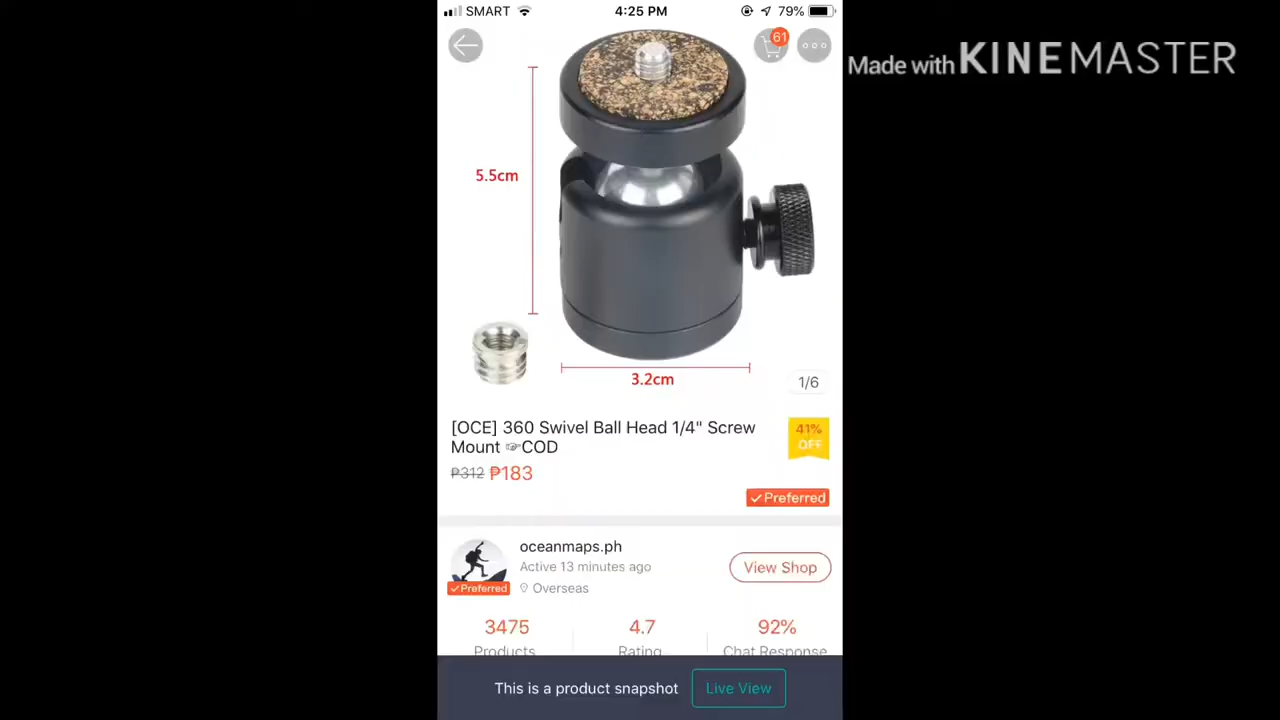 SMART 4:25 PM 79%
61
Made with KINEMASTER
5.5cm
3.2cm
1/6
[OCE] 360 Swivel Ball Head 1/4" Screw
Mount ☞COD
41%
OFF
₱312 ₱183
✓Preferred
oceanmaps.ph
Active 13 minutes ago
View Shop
✓Preferred
Overseas
3475 4.7 92%
Products Rating Chat Response
This is a product snapshot Live View